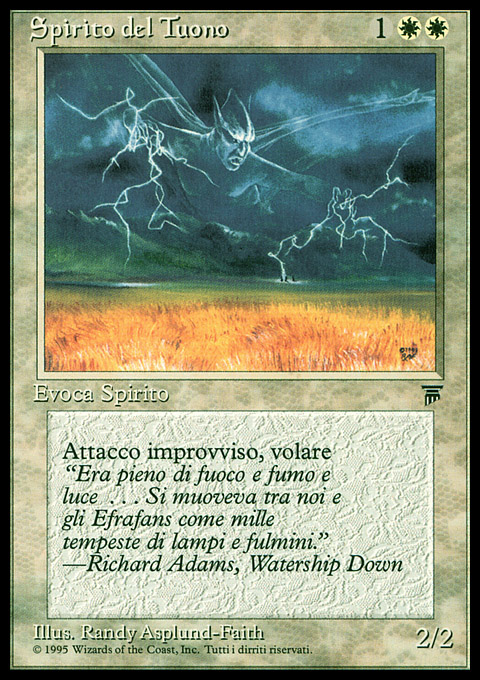 Spirito del Tuono 1
Evoca Spirito
Attacco improvviso, volare
“Era pieno di fuoco e fumo e
luce . . . Si muoveva tra noi e
gli Efrafans come mille
tempeste di lampi e fulmini.”
—Richard Adams, Watership Down
Illus. Randy Asplund-Faith
2/2
© 1995 Wizards of the Coast, Inc. Tutti i dirriti riservati.